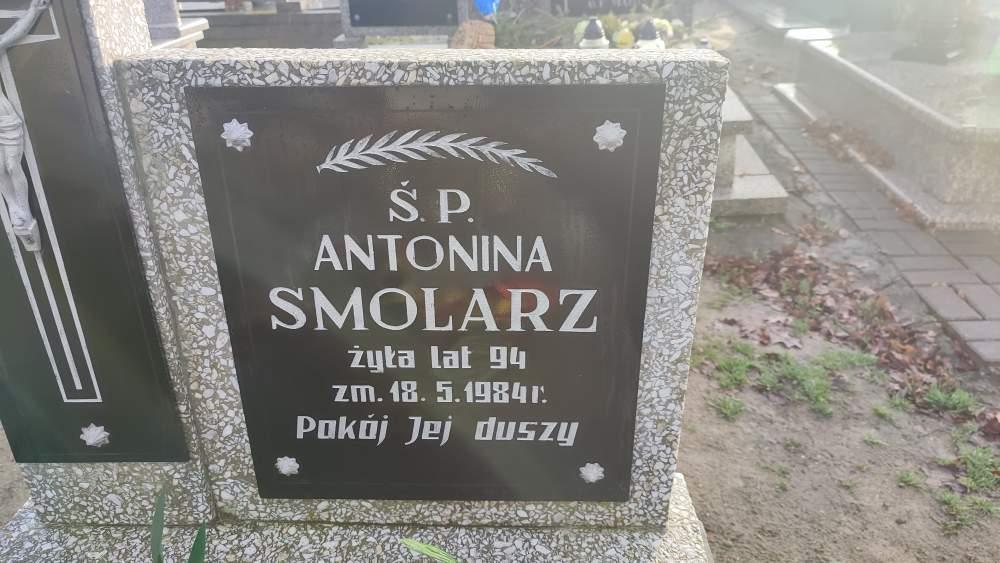 Ś. P.
ANTONINA
SMOLARZ
żyła lat 94
zm. 18. 5. 1984 r.
Pokój Jej duszy